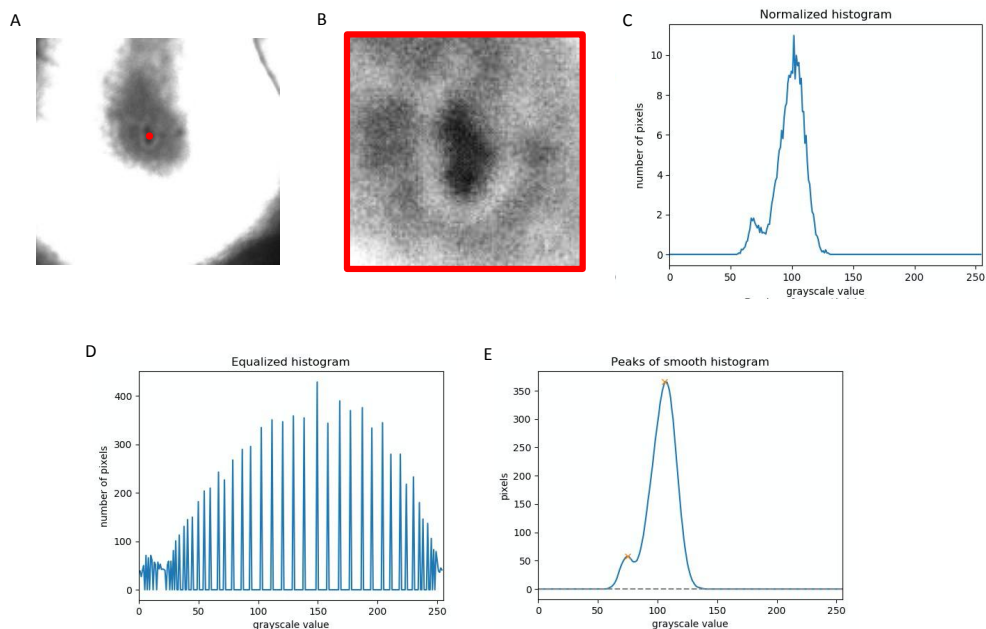 A
B
C
Normalized histogram
number of pixels
10
8
6
4
2
0
0 50 100 150 200 250
grayscale value
D
Equalized histogram
number of pixels
400
300
200
100
0
0 50 100 150 200 250
grayscale value
E
Peaks of smooth histogram
pixels
350
300
250
200
150
100
50
0
0 50 100 150 200 250
grayscale value